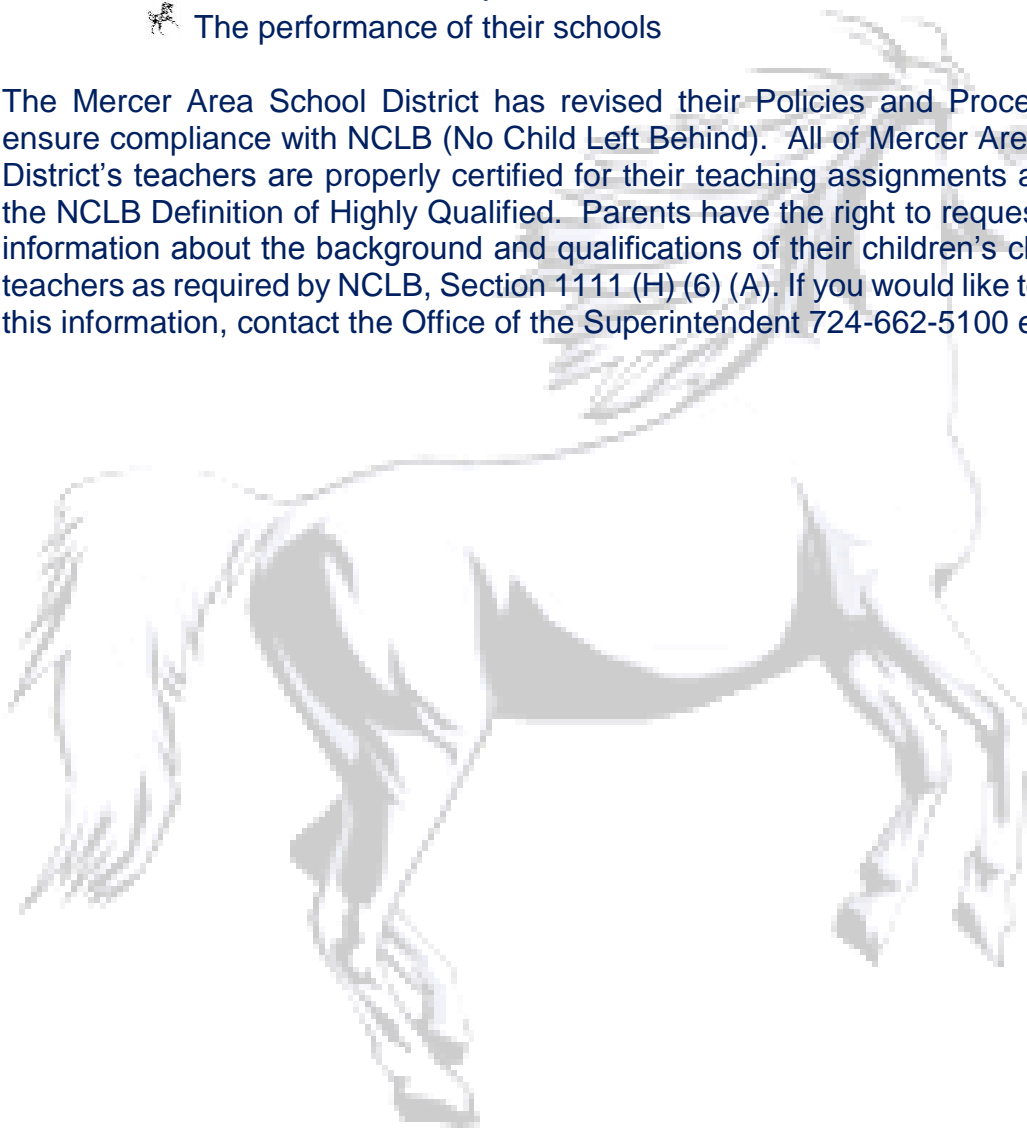 The performance of their schools
The Mercer Area School District has revised their Policies and Proce
ensure compliance with NCLB (No Child Left Behind). All of Mercer Are
District’s teachers are properly certified for their teaching assignments a
the NCLB Definition of Highly Qualified. Parents have the right to reques
information about the background and qualifications of their children’s cl
teachers as required by NCLB, Section 1111 (H) (6) (A). If you would like t
this information, contact the Office of the Superintendent 724-662-5100 e